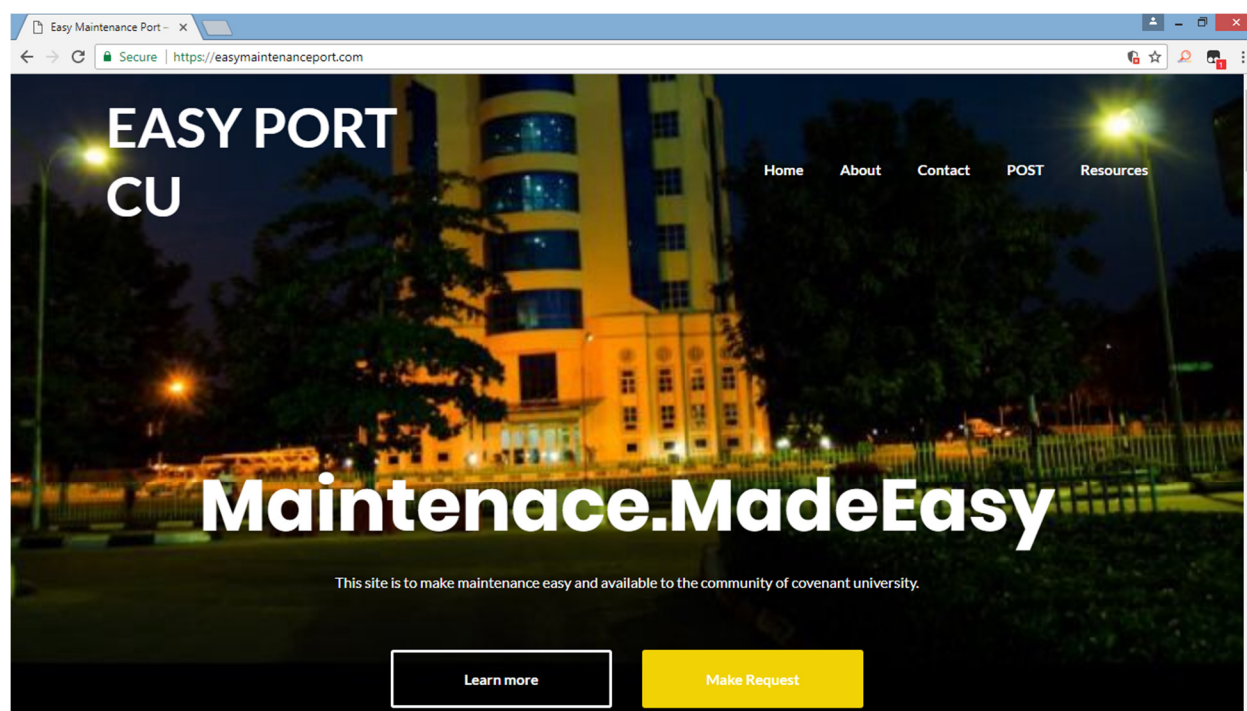 Easy Maintenance Port –
Secure | https://easymaintenanceport.com
1
EASY PORT
CU
Home About Contact POST Resources
Maintenace.MadeEasy
This site is to make maintenance easy and available to the community of covenant university.
Learn more Make Request